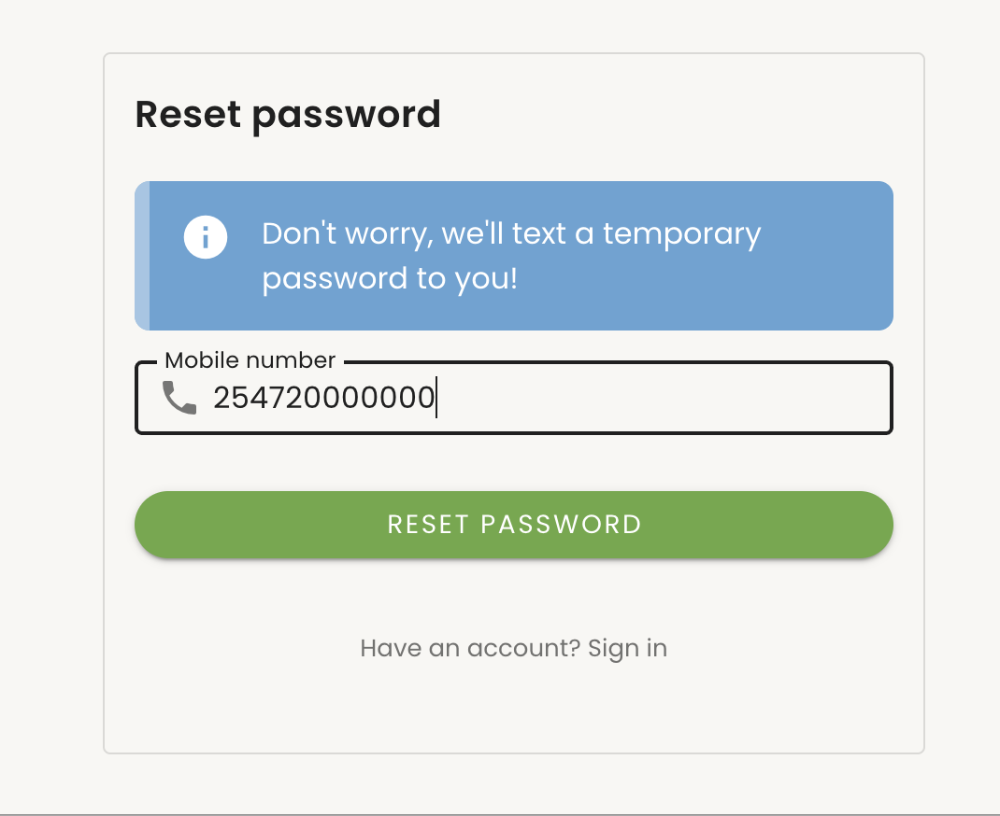 Reset password
Don't worry, we'll text a temporary
password to you!
Mobile number
254720000000
RESET PASSWORD
Have an account? Sign in